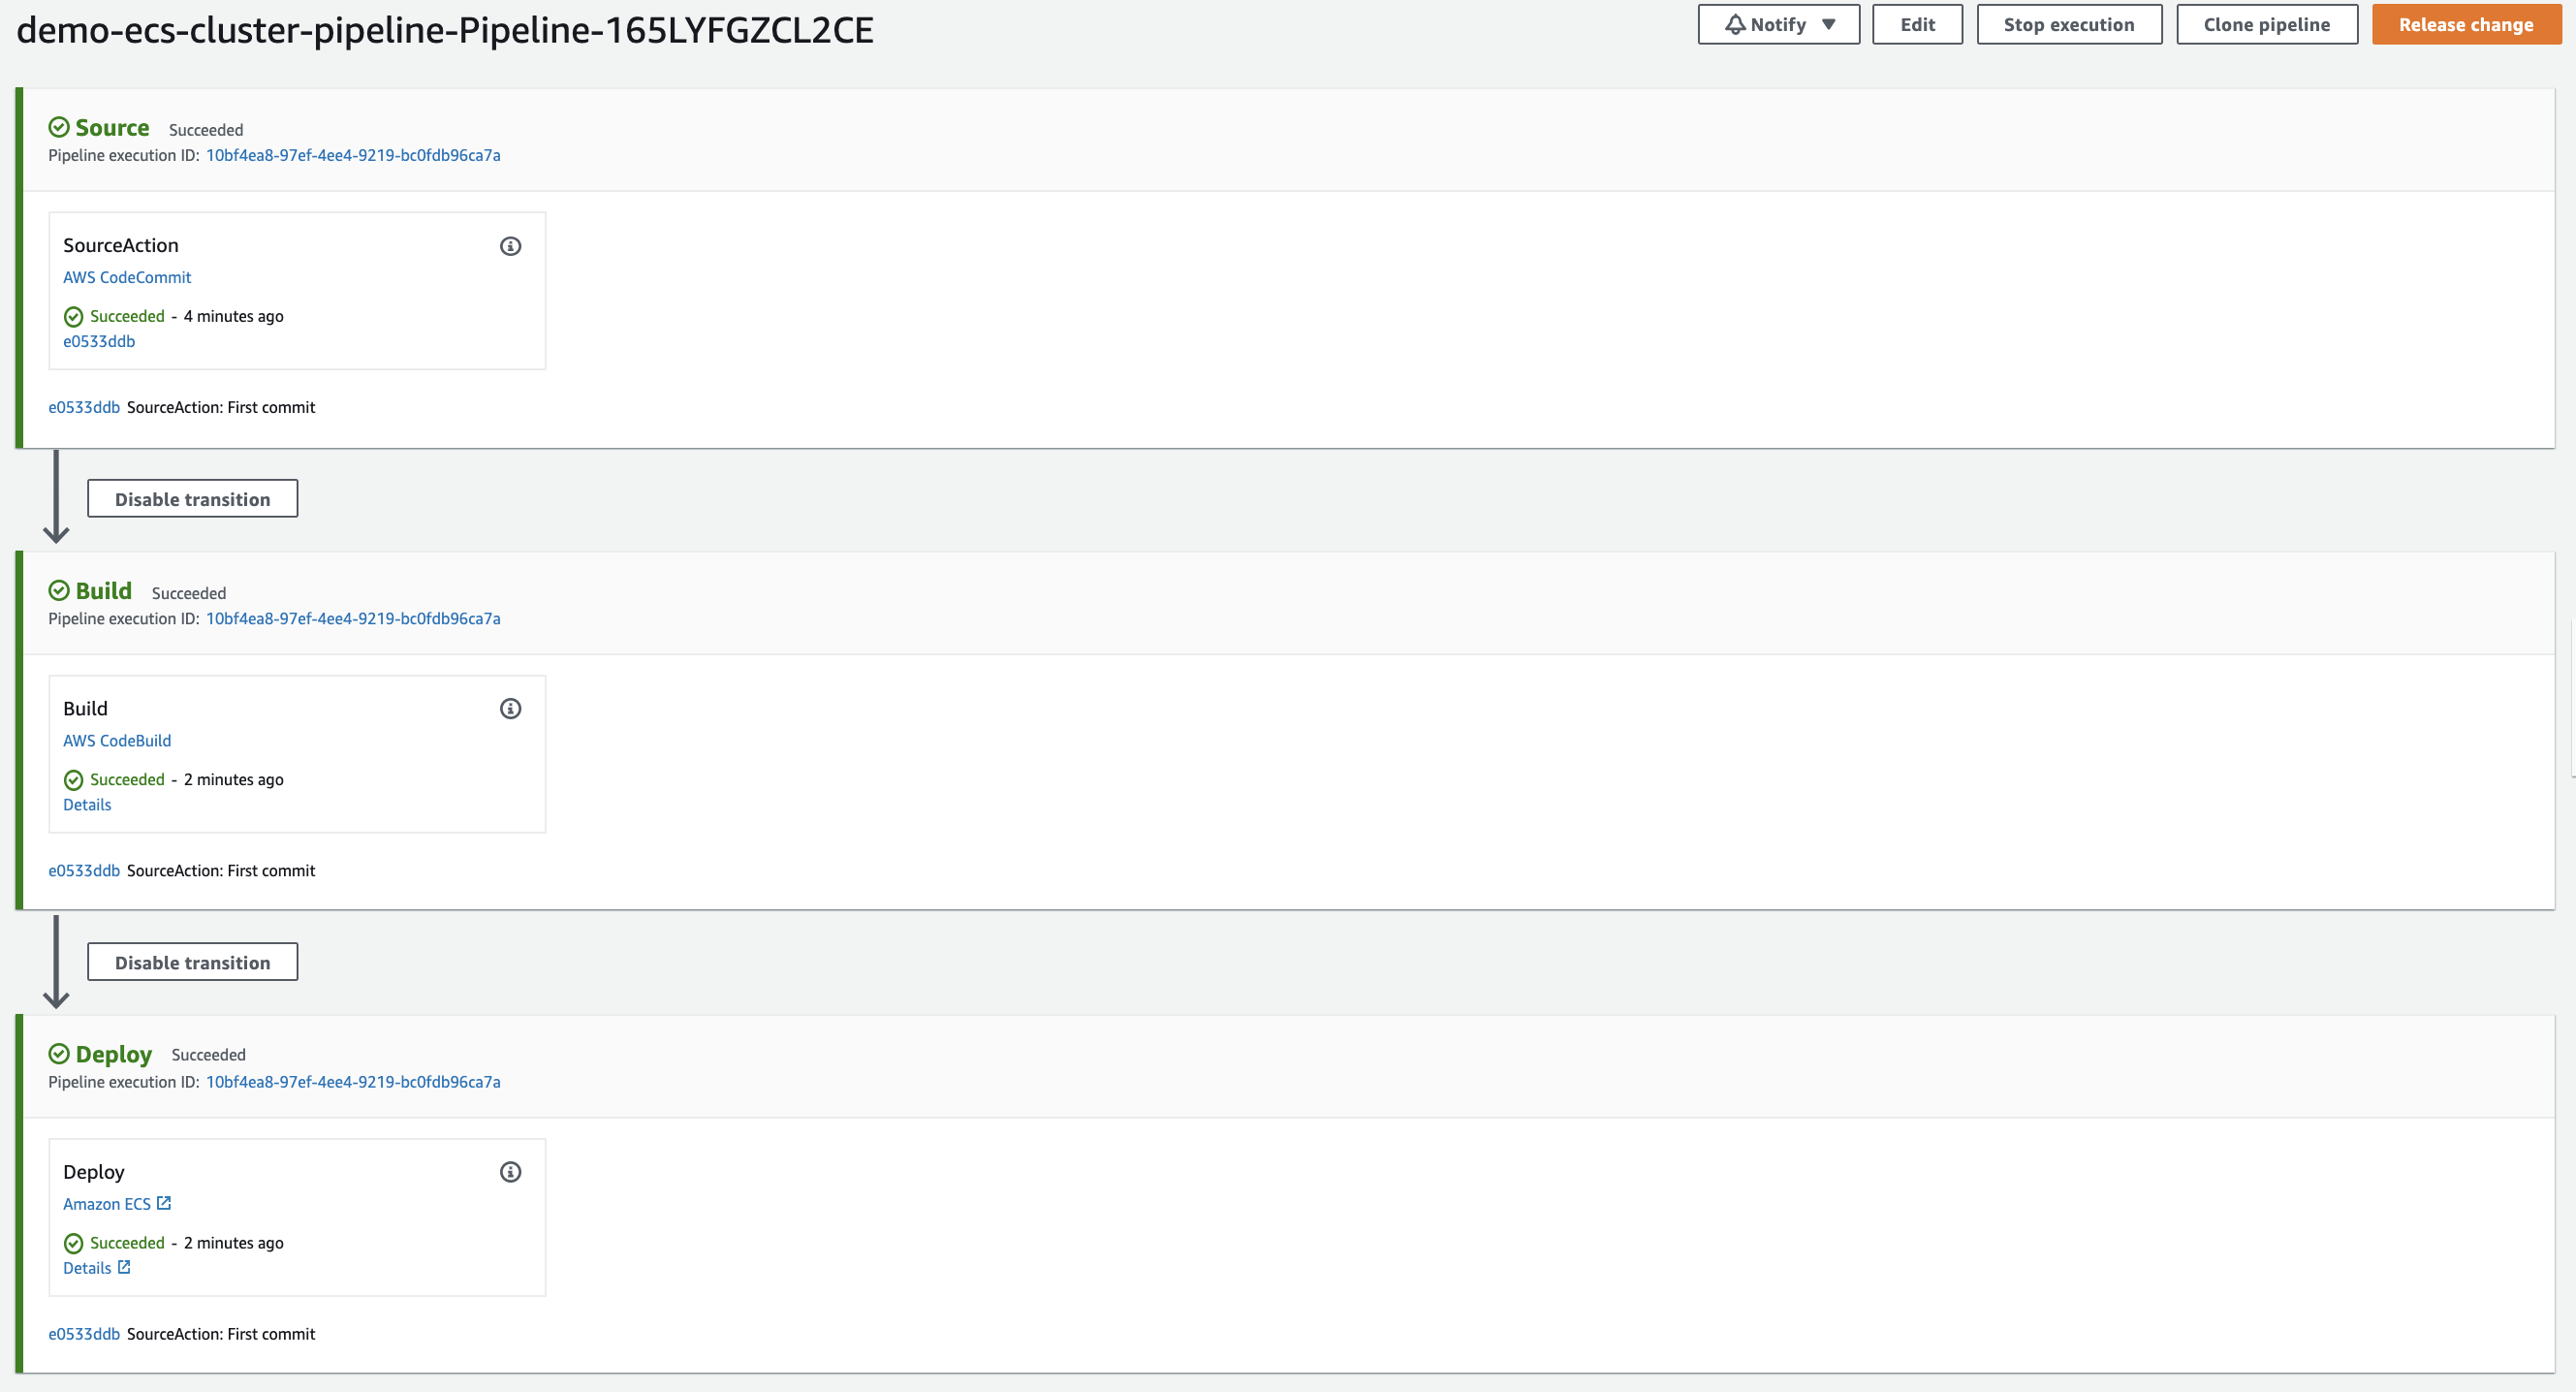 demo-ecs-cluster-pipeline-Pipeline-165LYFGZCL2CE
Notify Edit Stop execution Clone pipeline Release change
Source Succeeded
Pipeline execution ID: 10bf4ea8-97ef-4ee4-9219-bc0fdb96ca7a
SourceAction
AWS CodeCommit
Succeeded - 4 minutes ago
e0533ddb
e0533ddb SourceAction: First commit
Disable transition
Build Succeeded
Pipeline execution ID: 10bf4ea8-97ef-4ee4-9219-bc0fdb96ca7a
Build
AWS CodeBuild
Succeeded - 2 minutes ago
Details
e0533ddb SourceAction: First commit
Disable transition
Deploy Succeeded
Pipeline execution ID: 10bf4ea8-97ef-4ee4-9219-bc0fdb96ca7a
Deploy
Amazon ECS
Succeeded - 2 minutes ago
Details
e0533ddb SourceAction: First commit